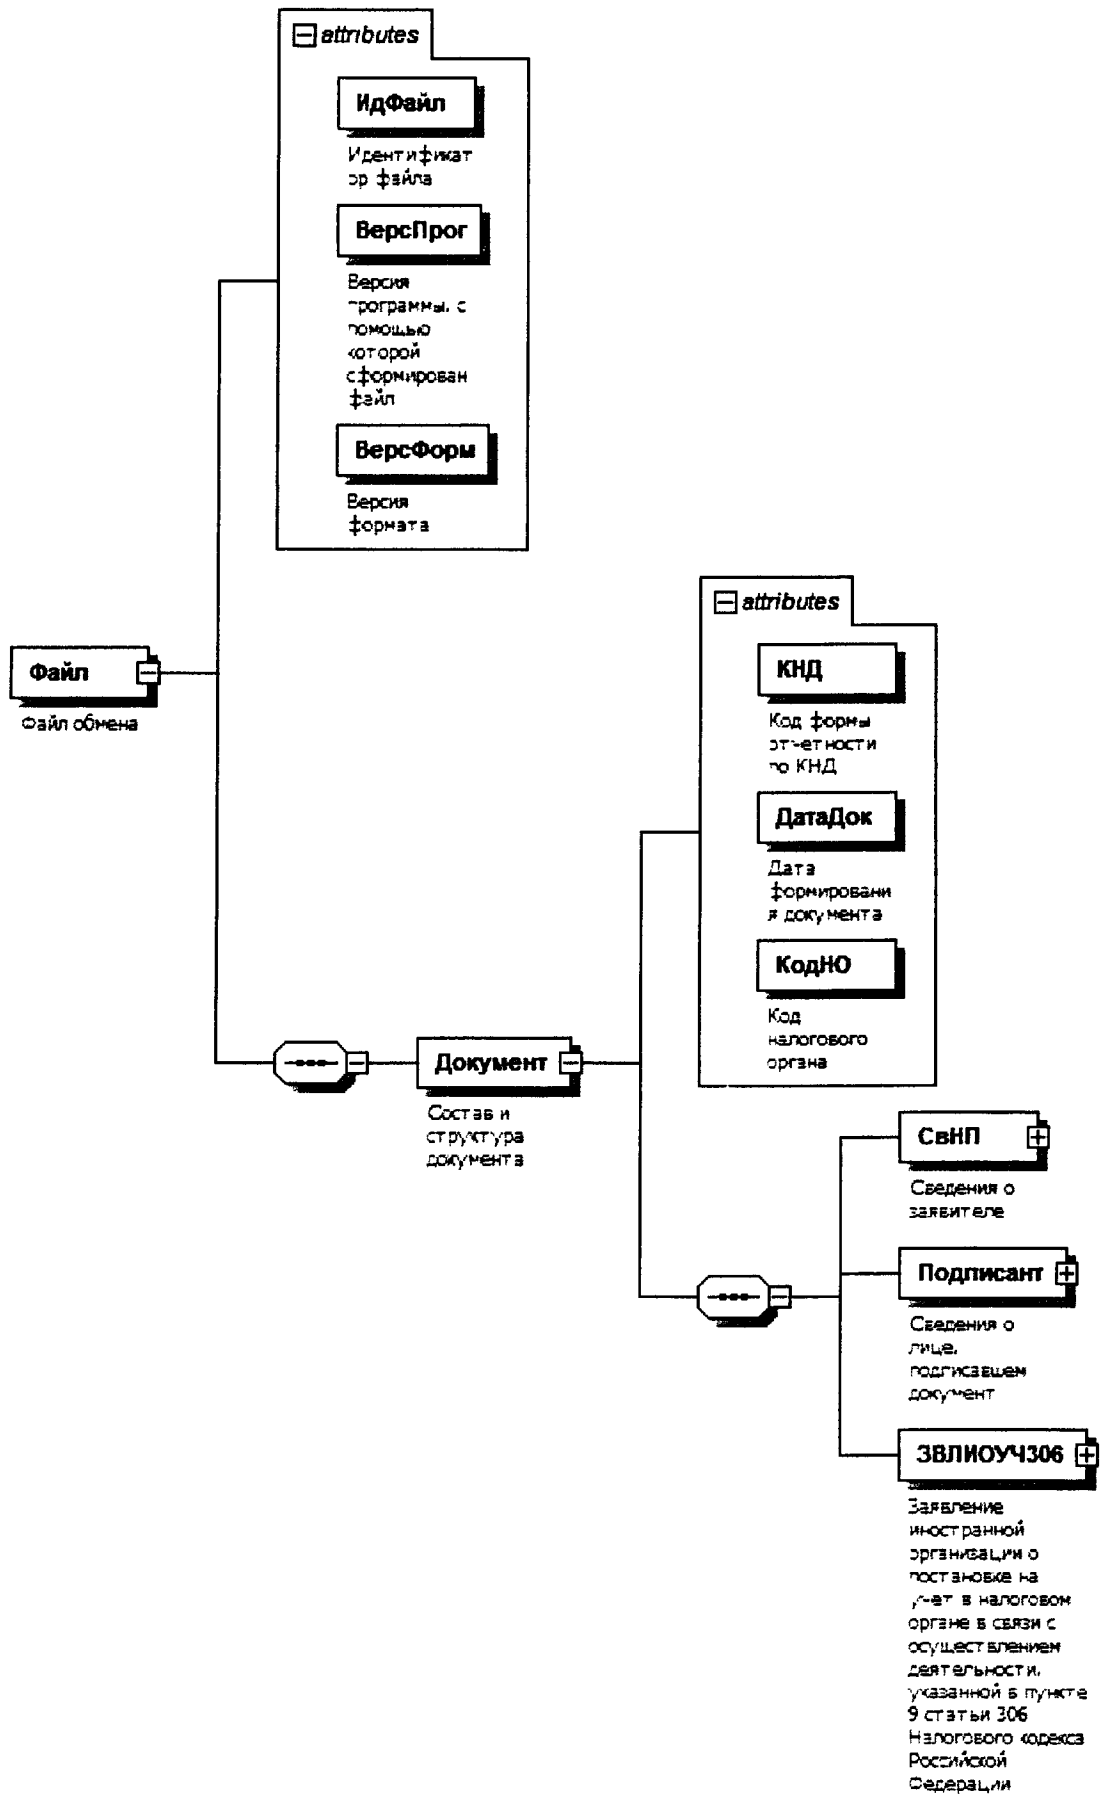 attributes
ИдФайл
Идентификат
ор файла
ВерсПрог
Версия
программы, с
помощью
которой
сформирован
файл
ВерсФорм
Версия
формата
Файл
Файл обмена
attributes
КНД
Код формы
отчетности
по КНД
ДатаДок
Дата
формировани
я документа
КодНО
Код
налогового
органа
Документ
Состав и
структура
документа
СвНП
Сведения о
заявителе
Подписант
Сведения о
лице,
подписавшем
документ
ЗВЛИОУЧ306
Заявление
иностранной
организации о
постановке на
учет в налоговом
органе в связи с
осуществлением
деятельности,
указанной в пункте
9 статьи 306
Налогового кодекса
Российской
Федерации